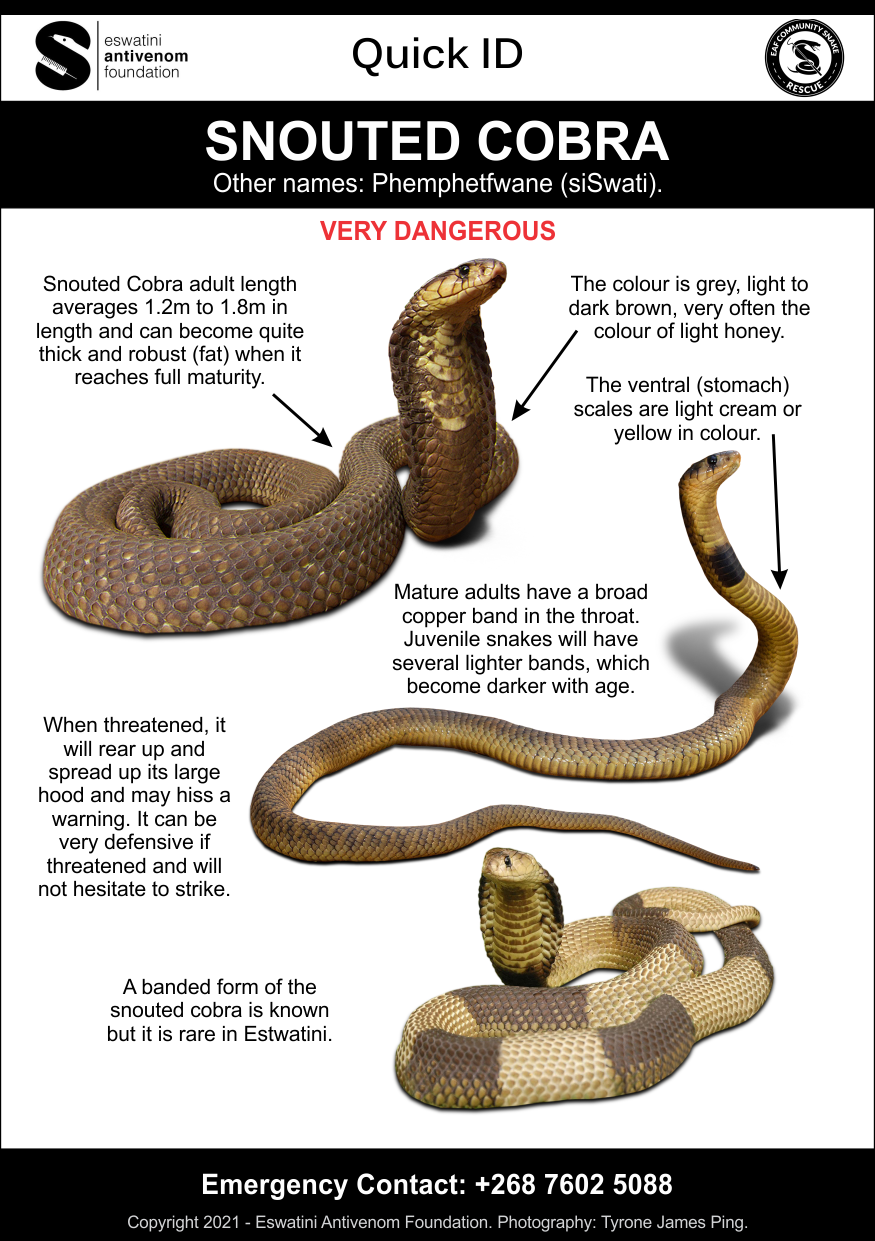 eswatini
antivenom
foundation
Quick ID
EAF COMMUNITY SNAKE
RESCUE
SNOUTED COBRA
Other names: Phemphetfwane (siSwati).
VERY DANGEROUS
Snouted Cobra adult length
averages 1.2m to 1.8m in
length and can become quite
thick and robust (fat) when it
reaches full maturity.
The colour is grey, light to
dark brown, very often the
colour of light honey.
The ventral (stomach)
scales are light cream or
yellow in colour.
Mature adults have a broad
copper band in the throat.
Juvenile snakes will have
several lighter bands, which
become darker with age.
When threatened, it
will rear up and
spread up its large
hood and may hiss a
warning. It can be
very defensive if
threatened and will
not hesitate to strike.
A banded form of the
snouted cobra is known
but it is rare in Estwatini.
Emergency Contact: +268 7602 5088
Copyright 2021 - Eswatini Antivenom Foundation. Photography: Tyrone James Ping.